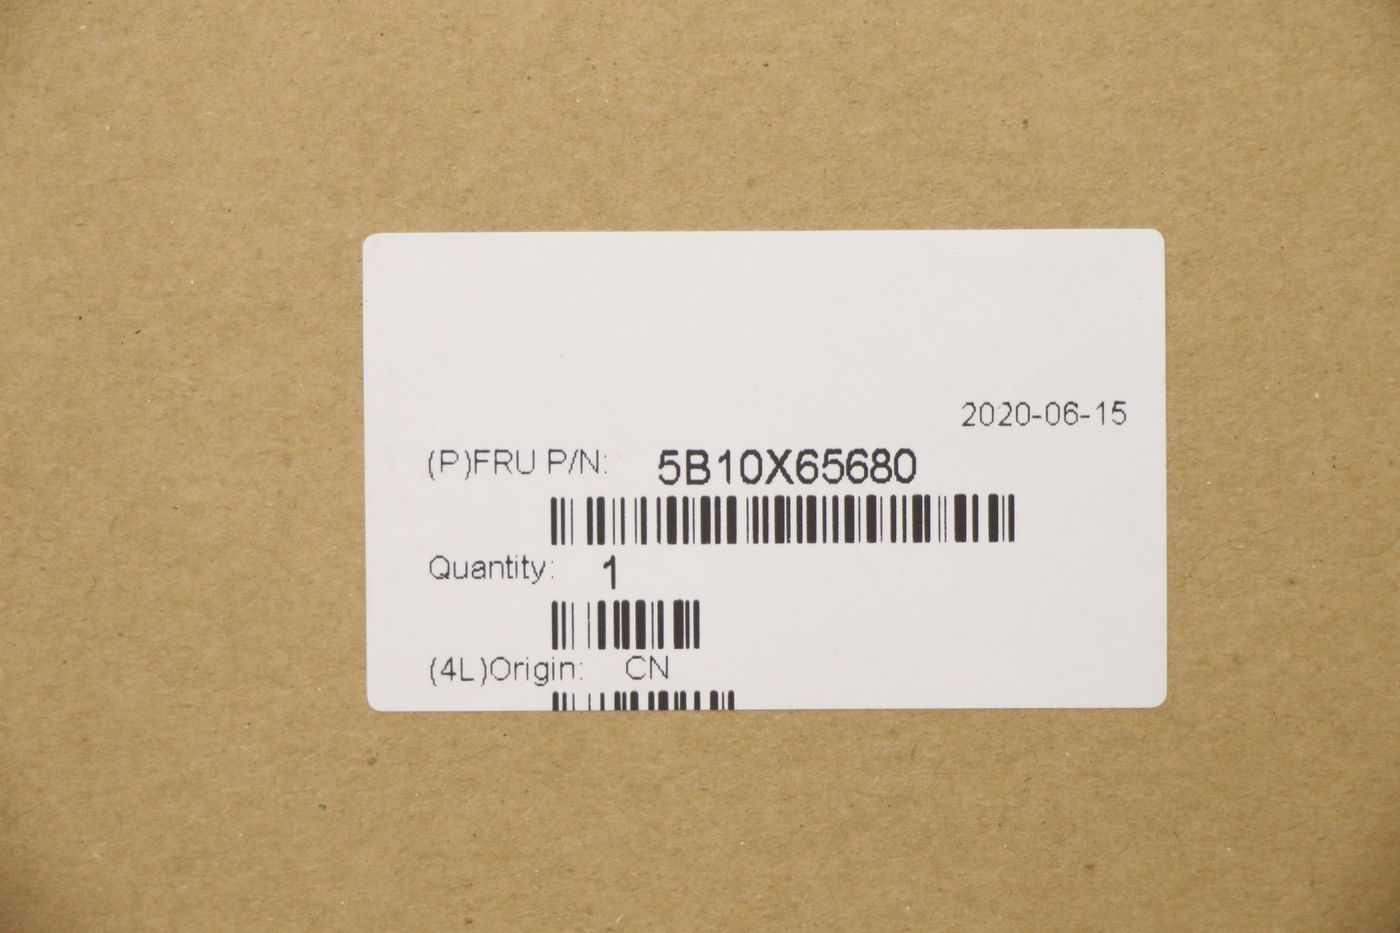 2020-06-15
(P)FRU P/N: 5B10X65680
Quantity: 1
(4L)Origin: CN